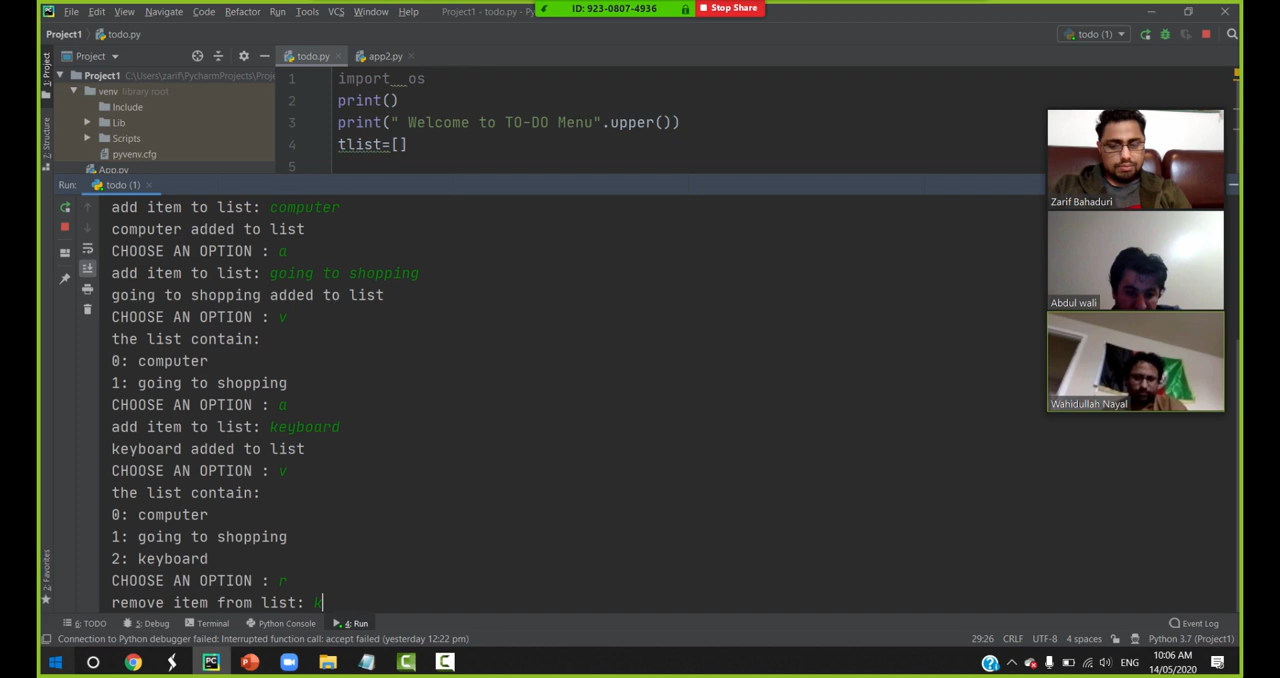 File Edit View Navigate Code Refactor Run Tools VCS Window Help Project1 - todo.py - P
ID: 923-0807-4936 Stop Share
Project1 todo.py todo (1)
Project todo.py app2.py
Project1 C:\Users\zarif\PycharmProjects\Proje
venv library root
Include
Lib
Scripts
pyvenv.cfg
App.py
1: Project
7: Structure
2: Favorites
1 import os
2 print()
3 print(" Welcome to TO-DO Menu".upper())
4 tlist=[]
5
Run: todo (1)
add item to list: computer
computer added to list
CHOOSE AN OPTION : a
add item to list: going to shopping
going to shopping added to list
CHOOSE AN OPTION : v
the list contain:
0: computer
1: going to shopping
CHOOSE AN OPTION : a
add item to list: keyboard
keyboard added to list
CHOOSE AN OPTION : v
the list contain:
0: computer
1: going to shopping
2: keyboard
CHOOSE AN OPTION : r
remove item from list: k
Zarif Bahaduri
Abdul wali
Wahidullah Nayal
6: TODO 5: Debug Terminal Python Console 4: Run Event Log
Connection to Python debugger failed: Interrupted function call: accept failed (yesterday 12:22 pm) 29:26 CRLF UTF-8 4 spaces Python 3.7 (Project1)
ENG 10:06 AM
14/05/2020